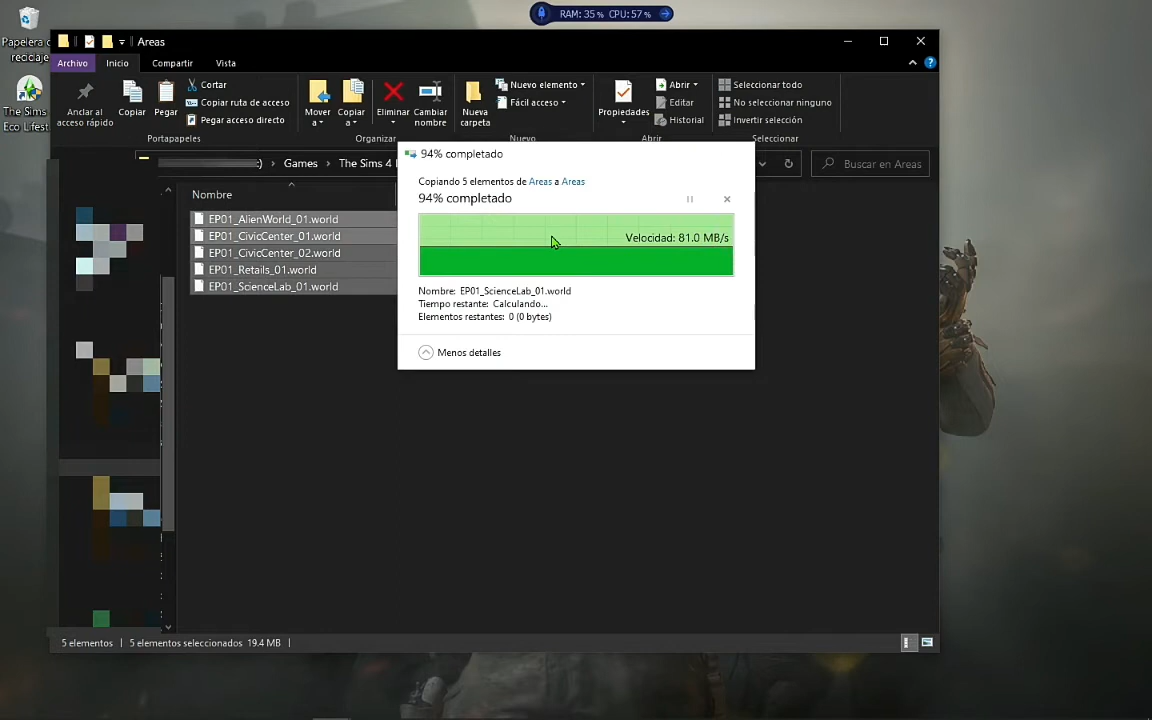 RAM: 35% CPU: 57%
Papelera
reciclaje
The Sims
Eco Lifest
Areas
Archivo
Inicio
Compartir
Vista
Anclar al
acceso rápido
Copiar
Pegar
Cortar
Copiar ruta de acceso
Pegar acceso directo
Portapapeles
Mover
a
Copiar
a
Eliminar
Cambiar
nombre
Organizar
Nueva
carpeta
Nuevo elemento
Fácil acceso
Nuevo
Propiedades
Abrir
Editar
Historial
Abrir
Seleccionar todo
No seleccionar ninguno
Invertir selección
Seleccionar
:) › Games › The Sims 4
Buscar en Areas
Nombre
EP01_AlienWorld_01.world
EP01_CivicCenter_01.world
EP01_CivicCenter_02.world
EP01_Retails_01.world
EP01_ScienceLab_01.world
94% completado
Copiando 5 elementos de Areas a Areas
94% completado
Velocidad: 81.0 MB/s
Nombre: EP01_ScienceLab_01.world
Tiempo restante: Calculando...
Elementos restantes: 0 (0 bytes)
Menos detalles
5 elementos
5 elementos seleccionados 19.4 MB